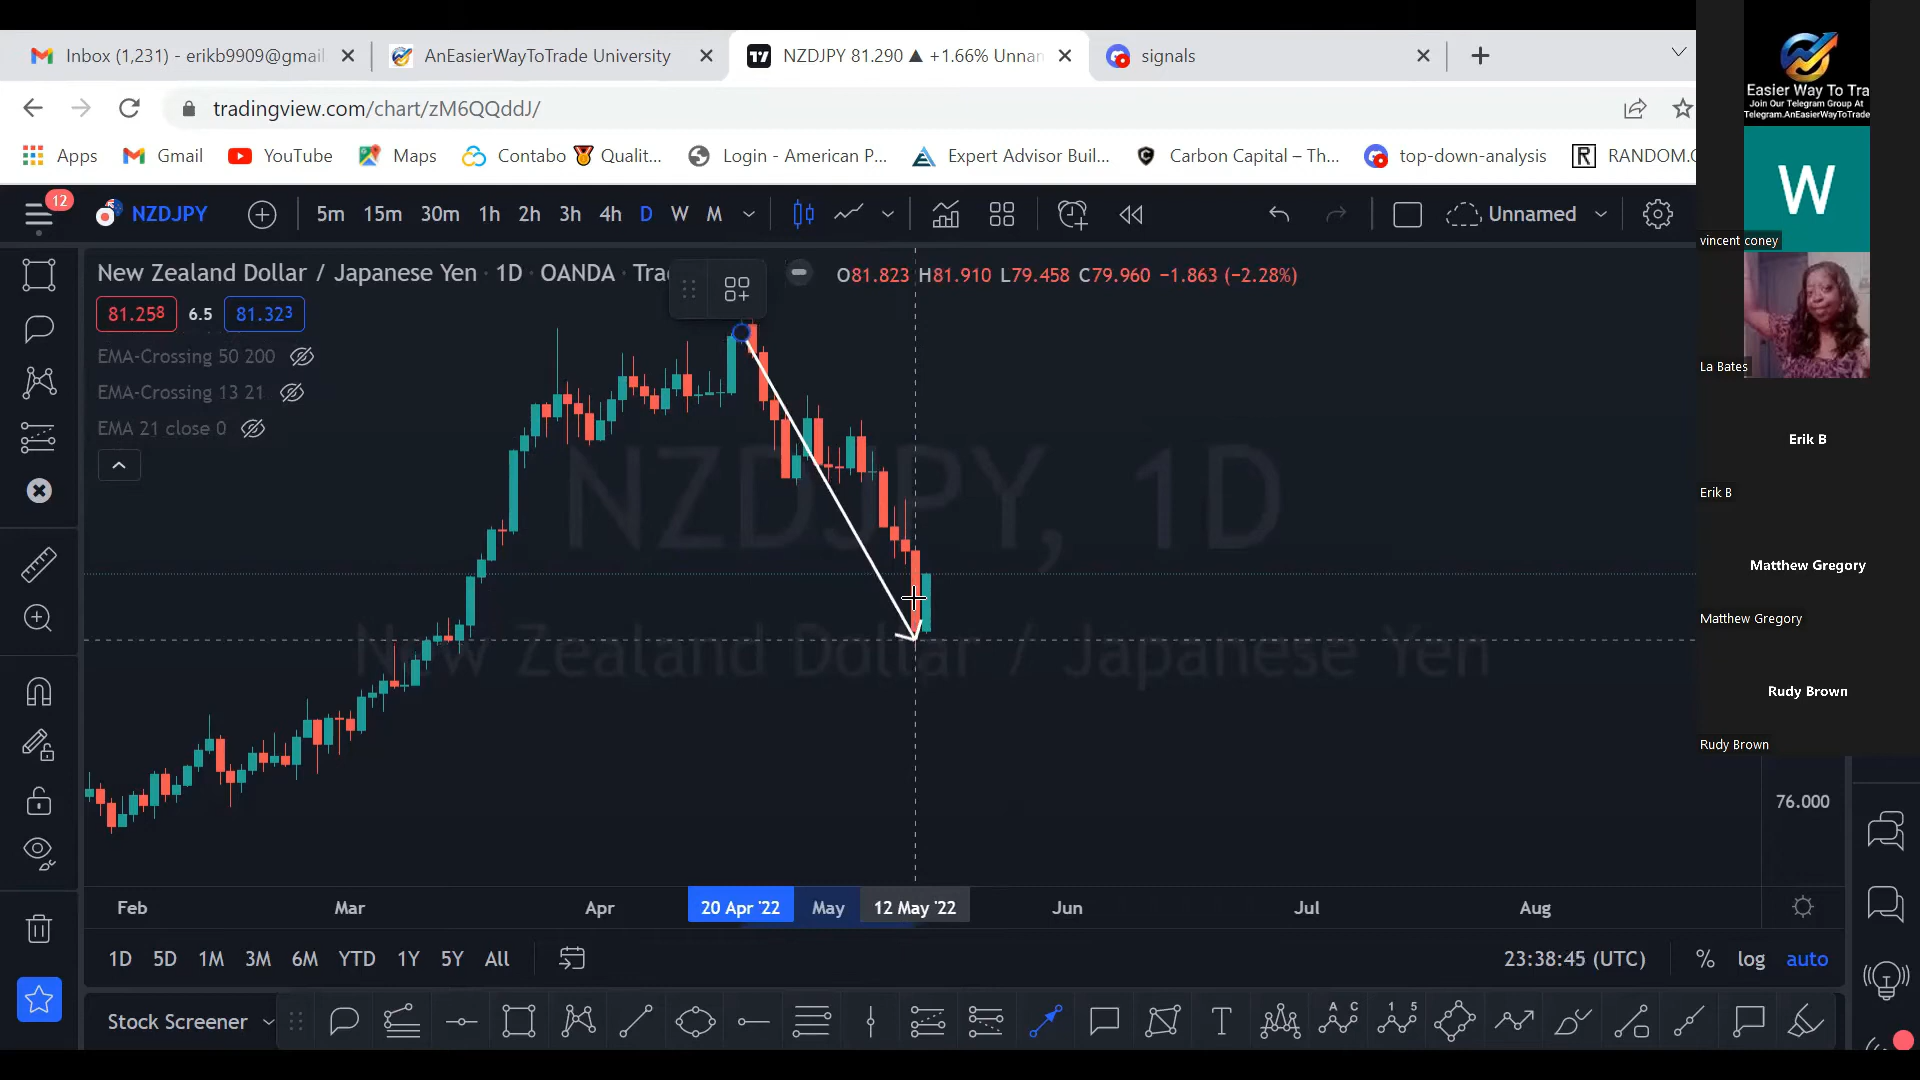 Inbox (1,231) - erikb9909@gmail
AnEasierWayToTrade University
NZDJPY 81.290 ▲ +1.66% Unnan
signals
tradingview.com/chart/zM6QQddJ/
Apps
Gmail
YouTube
Maps
Contabo
Qualit...
Login - American P...
Expert Advisor Buil...
Carbon Capital – Th...
top-down-analysis
RANDOM.C
12
NZDJPY
5m 15m 30m 1h 2h 3h 4h D W M
Unnamed
New Zealand Dollar / Japanese Yen · 1D · OANDA · Tra
O81.823 H81.910 L79.458 C79.960 −1.863 (−2.28%)
81.258 6.5 81.323
EMA-Crossing 50 200
EMA-Crossing 13 21
EMA 21 close 0
NZDJPY, 1D
New Zealand Dollar / Japanese Yen
76.000
Feb Mar Apr 20 Apr '22 May 12 May '22 Jun Jul Aug
1D 5D 1M 3M 6M YTD 1Y 5Y All
23:38:45 (UTC) % log auto
Stock Screener
Easier Way To Tra
Join Our Telegram Group At
Telegram.AnEasierWayToTrade
W
vincent coney
La Bates
Erik B
Erik B
Matthew Gregory
Matthew Gregory
Rudy Brown
Rudy Brown